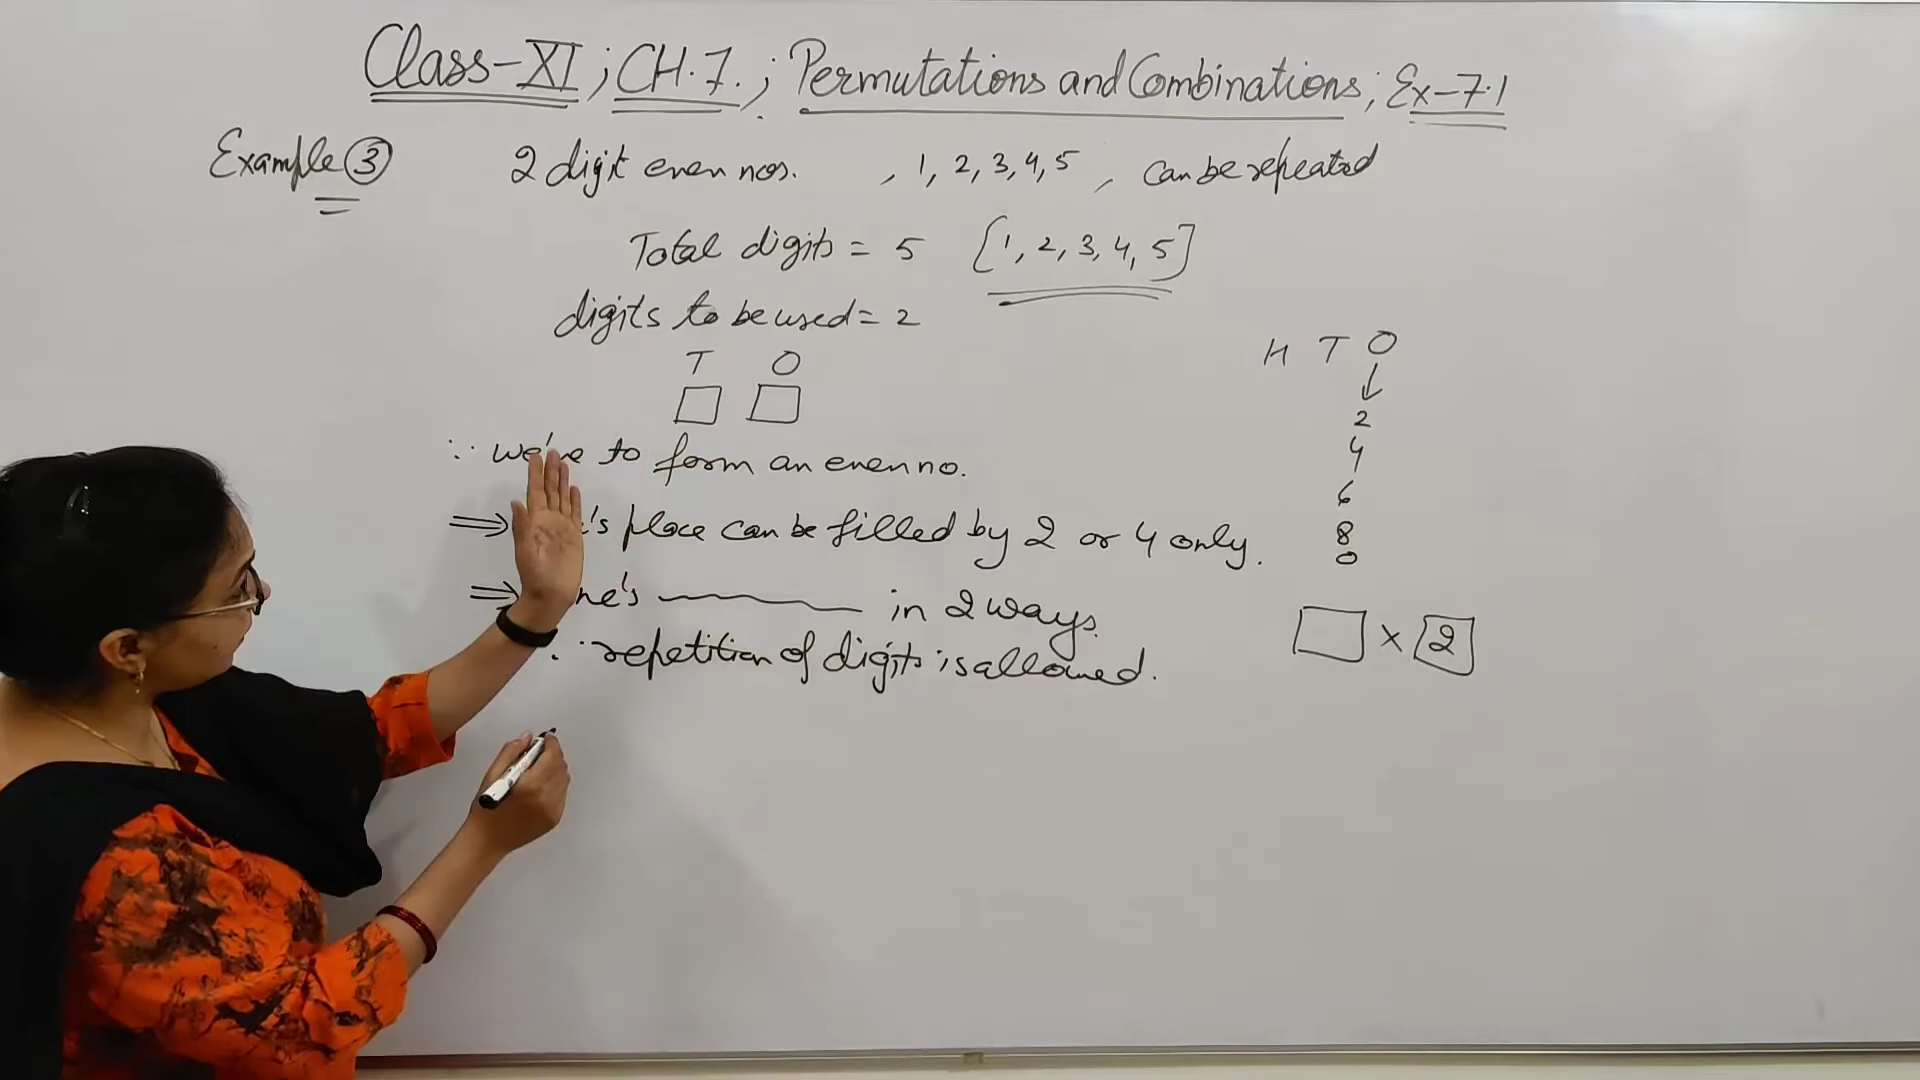 Class-XI ; CH.7. ; Permutations and Combinations ; Ex-7.1
Example ③ 2 digit even nos. , 1, 2, 3, 4, 5 , can be repeated
Total digits = 5 [1, 2, 3, 4, 5]
digits to be used = 2
T O
∵ we've to form an even no.
⇒ 's place can be filled by 2 or 4 only.
⇒ ne's in 2 ways.
∵ repetition of digits is allowed.
H T O
↓
2
4
6
8
0
□ × 2